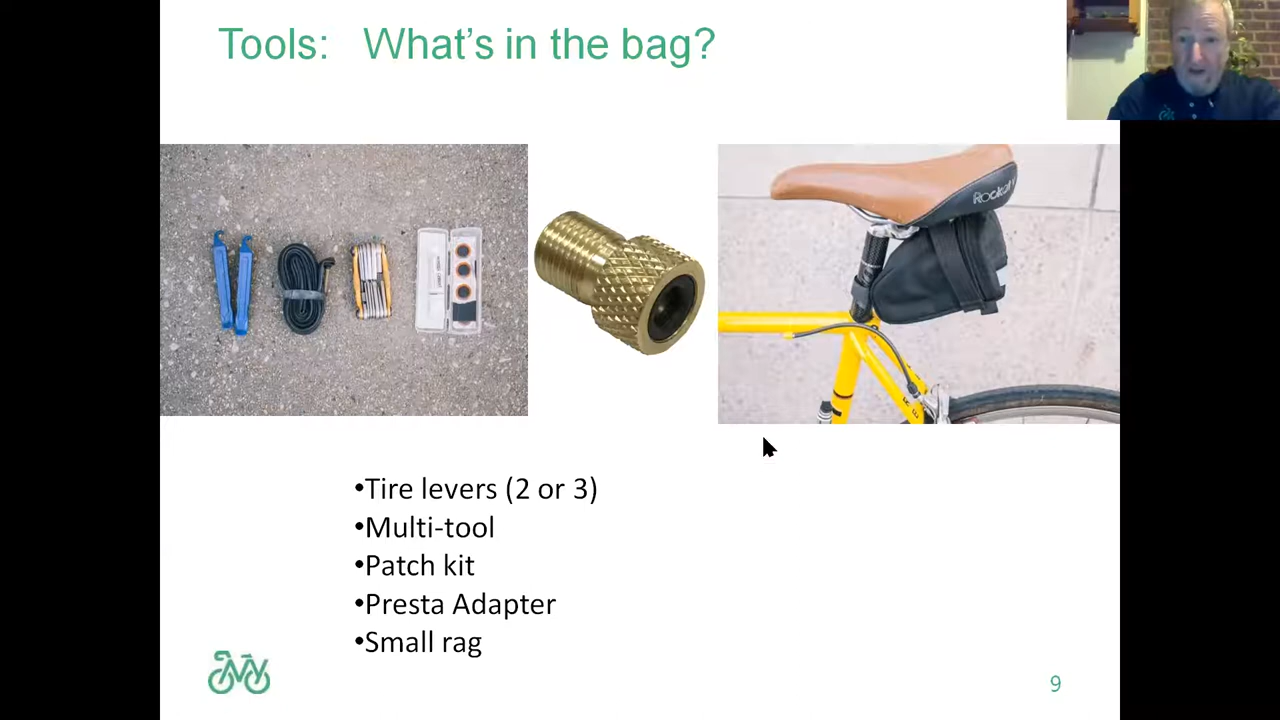 Tools: What's in the bag?
•Tire levers (2 or 3)
•Multi-tool
•Patch kit
•Presta Adapter
•Small rag
9